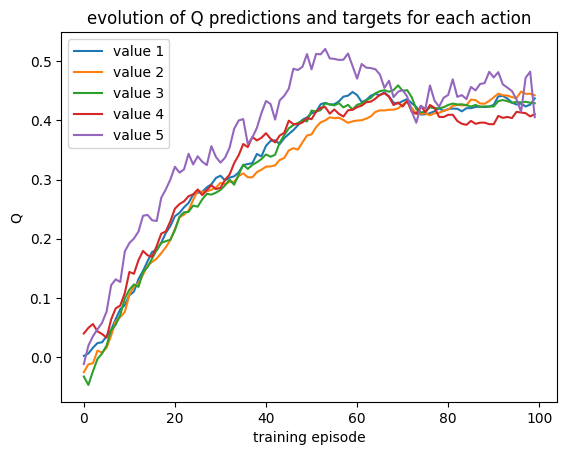 evolution of Q predictions and targets for each action
value 1
value 2
value 3
value 4
value 5
0.5
0.4
0.3
0.2
0.1
0.0
Q
0
20
40
60
80
100
training episode